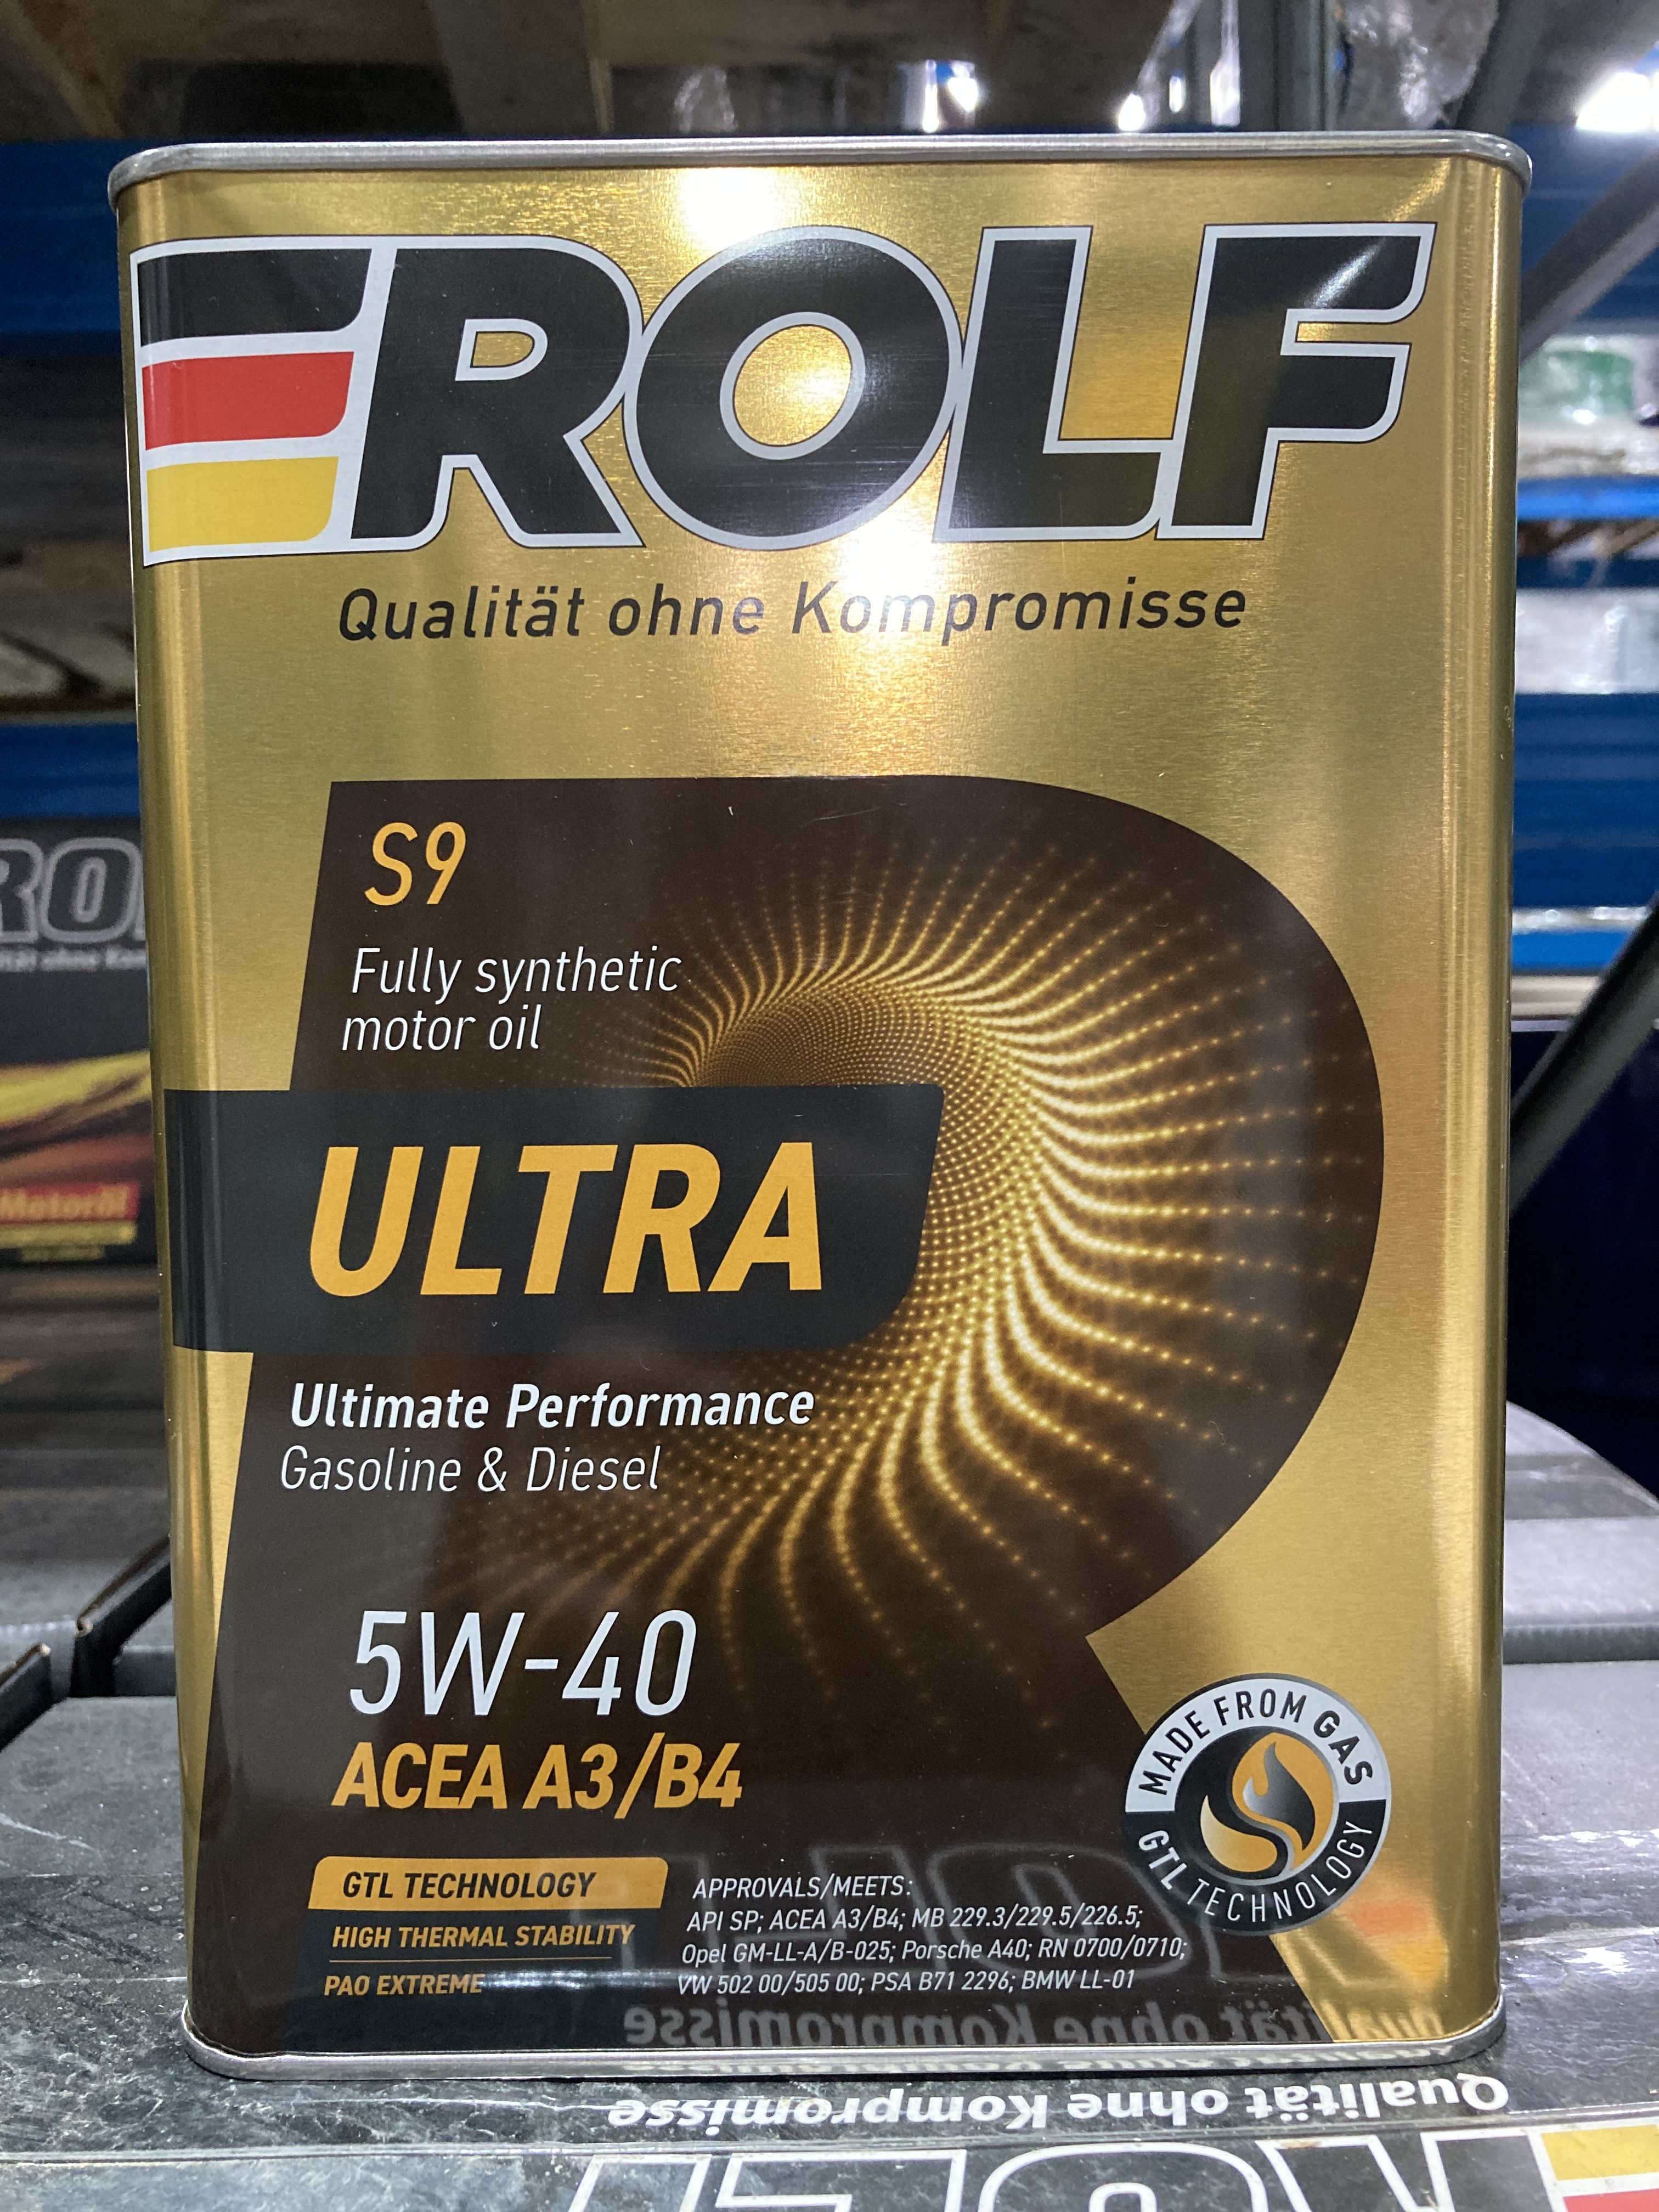 ROLF
Qualität ohne Kompromisse
S9
Fully synthetic
motor oil
ULTRA
Ultimate Performance
Gasoline & Diesel
5W-40
ACEA A3/B4
GTL TECHNOLOGY
HIGH THERMAL STABILITY
PAO EXTREME
APPROVALS/MEETS:
API SP; ACEA A3/B4; MB 229.3/229.5/226.5;
Opel GM-LL-A/B-025; Porsche A40; RN 0700/0710;
VW 502 00/505 00; PSA B71 2296; BMW LL-01
MADE FROM GAS
GTL TECHNOLOGY
Motoröl
Qualität ohne Kompromisse